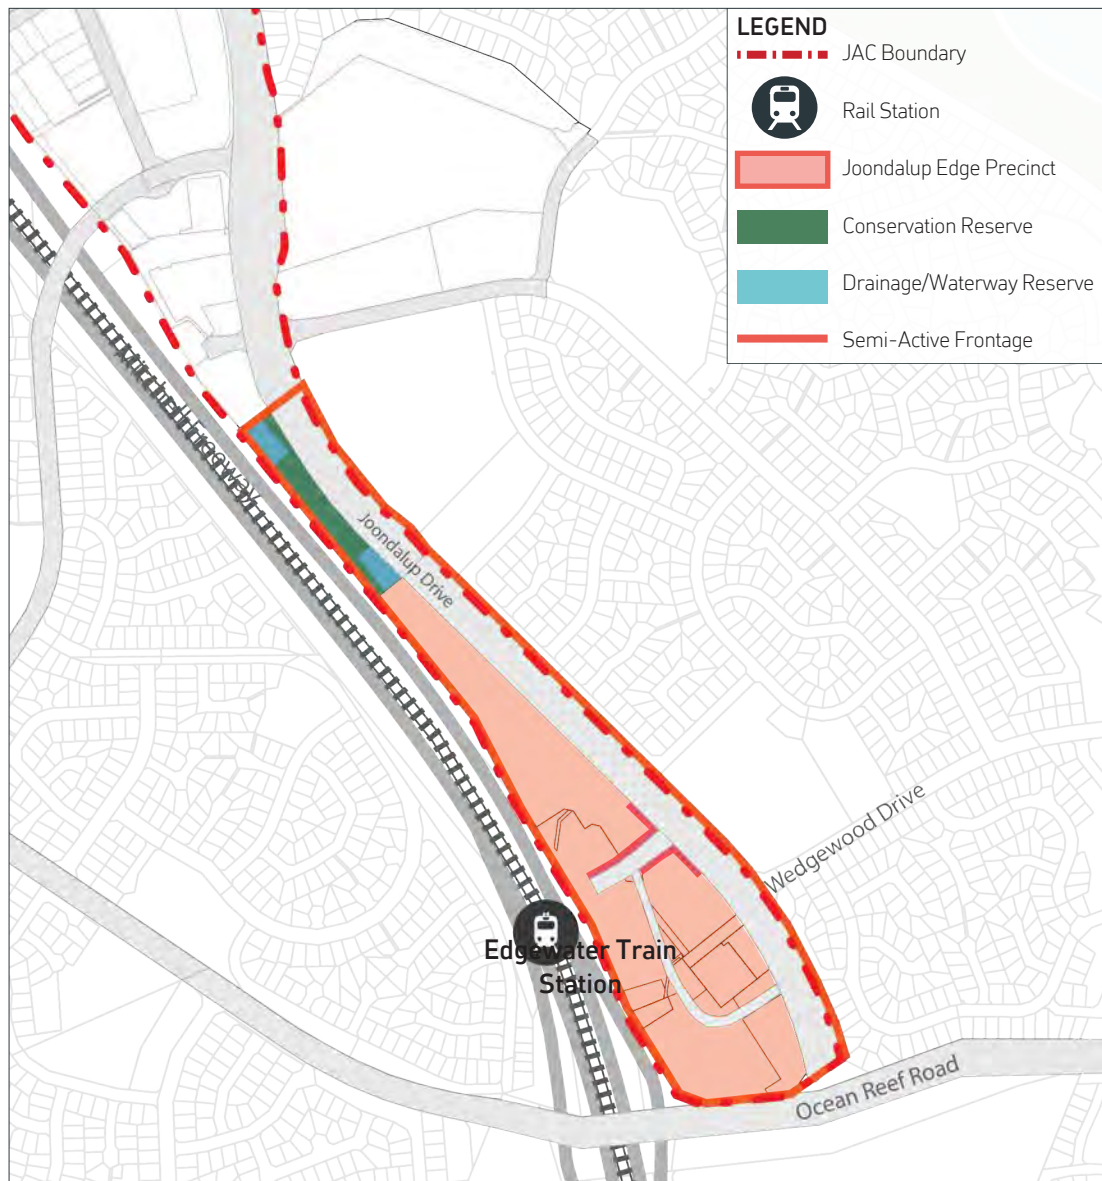 LEGEND
JAC Boundary
Rail Station
Joondalup Edge Precinct
Conservation Reserve
Drainage/Waterway Reserve
Semi-Active Frontage
Mitchell Freeway
Joondalup Drive
Wedgewood Drive
Edgewater Train
Station
Ocean Reef Road